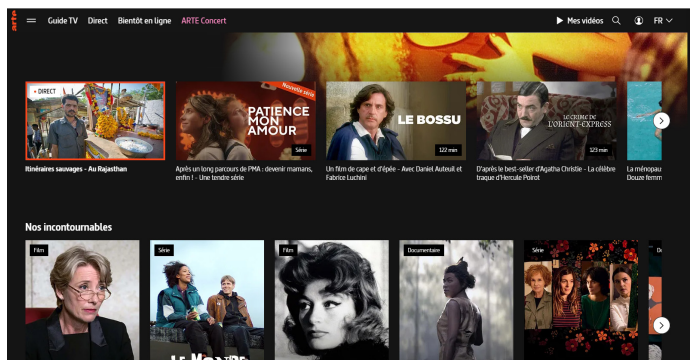 arte
Guide TV
Direct
Bientôt en ligne
ARTE Concert
Mes vidéos
FR
DIRECT
Nouvelle série
PATIENCE
MON
AMOUR
Série
LE BOSSU
122 min
LE CRIME DE
L'ORIENT-EXPRESS
123 min
Itinéraires sauvages - Au Rajasthan
Après un long parcours de PMA : devenir mamans,
enfin ! - Une tendre série
Un film de cape et d'épée - Avec Daniel Auteuil et
Fabrice Luchini
D'après le best-seller d'Agatha Christie - La célèbre
traque d'Hercule Poirot
La ménopau
Douze femm
Nos incontournables
Film
Série
Film
Documentaire
Série
LE MONDE